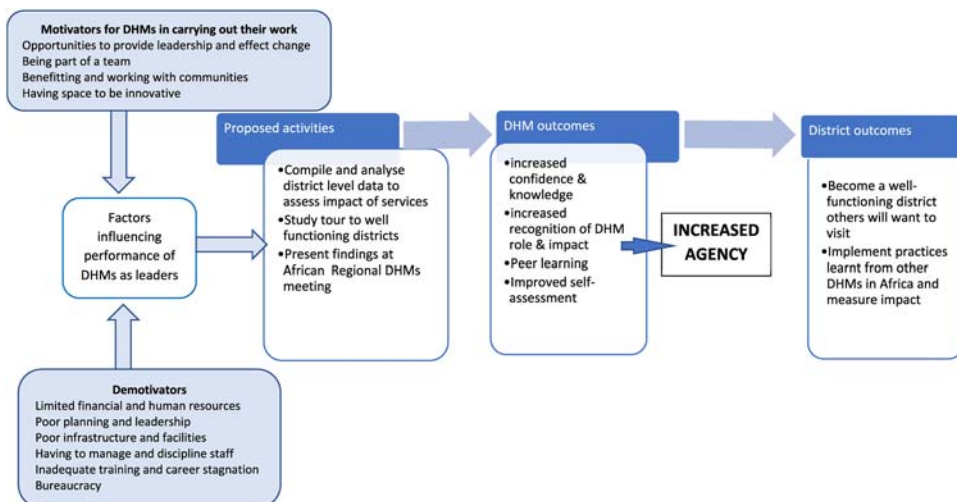 Motivators for DHMs in carrying out their work
Opportunities to provide leadership and effect change
Being part of a team
Benefitting and working with communities
Having space to be innovative
Factors
influencing
performance of
DHMs as leaders
Demotivators
Limited financial and human resources
Poor planning and leadership
Poor infrastructure and facilities
Having to manage and discipline staff
Inadequate training and career stagnation
Bureaucracy
Proposed activities
•Compile and analyse
district level data to
assess impact of services
•Study tour to well
functioning districts
•Present findings at
African Regional DHMs
meeting
DHM outcomes
•increased
confidence &
knowledge
•increased
recognition of DHM
role & impact
•Peer learning
•Improved self-
assessment
INCREASED
AGENCY
District outcomes
•Become a well-
functioning district
others will want to
visit
•Implement practices
learnt from other
DHMs in Africa and
measure impact